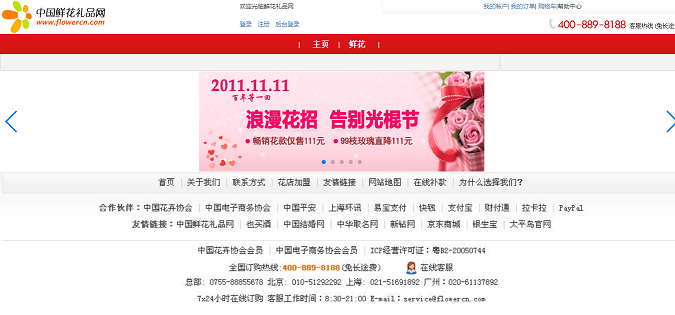 中国鲜花礼品网
www.flowercn.com
欢迎光临鲜花礼品网
登录 注册 后台登录
我的帐户| 我的订单| 购物车|帮助中心
400-889-8188 客服热线(免长途
| 主页 | 鲜花 |
2011.11.11
百年等一回
浪漫花招 告别光棍节
畅销花款仅售111元 99枝玫瑰直降111元
首页 | 关于我们 | 联系方式 | 花店加盟 | 友情链接 | 网站地图 | 在线补款 | 为什么选择我们?
合作伙伴：中国花卉协会 | 中国电子商务协会 | 中国平安 | 上海环讯 | 易宝支付 | 快钱 | 支付宝 | 财付通 | 拉卡拉 | PayPal
友情链接：中国鲜花礼品网 | 也买酒 | 中国结婚网 | 中华取名网 | 新钻网 | 京东商城 | 银生宝 | 太平鸟官网
中国花卉协会会员 | 中国电子商务协会会员 | ICP经营许可证：粤B2-20050744
全国订购热线:400-889-8188(免长途费) 在线客服
总部: 0755-88855678 北京: 010-51292292 上海: 021-51691892 广州：020-61137892
7x24小时在线订购 客服工作时间：8:30-21:00 E-mail：service@flowercn.com